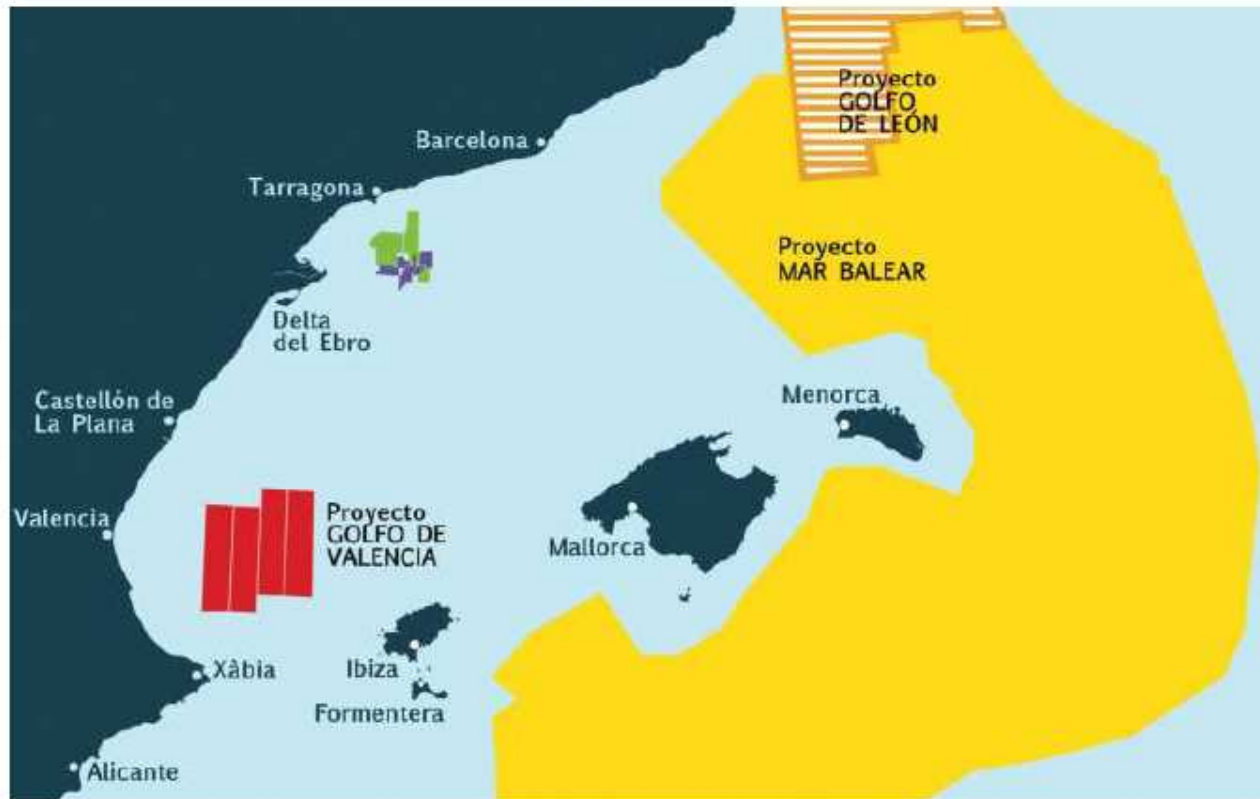 Proyecto
GOLFO
DE LEÓN
Barcelona
Tarragona
Proyecto
MAR BALEAR
Delta
del Ebro
Menorca
Castellón de
La Plana
Valencia
Proyecto
GOLFO DE
VALENCIA
Mallorca
Xàbia
Ibiza
Formentera
Alicante